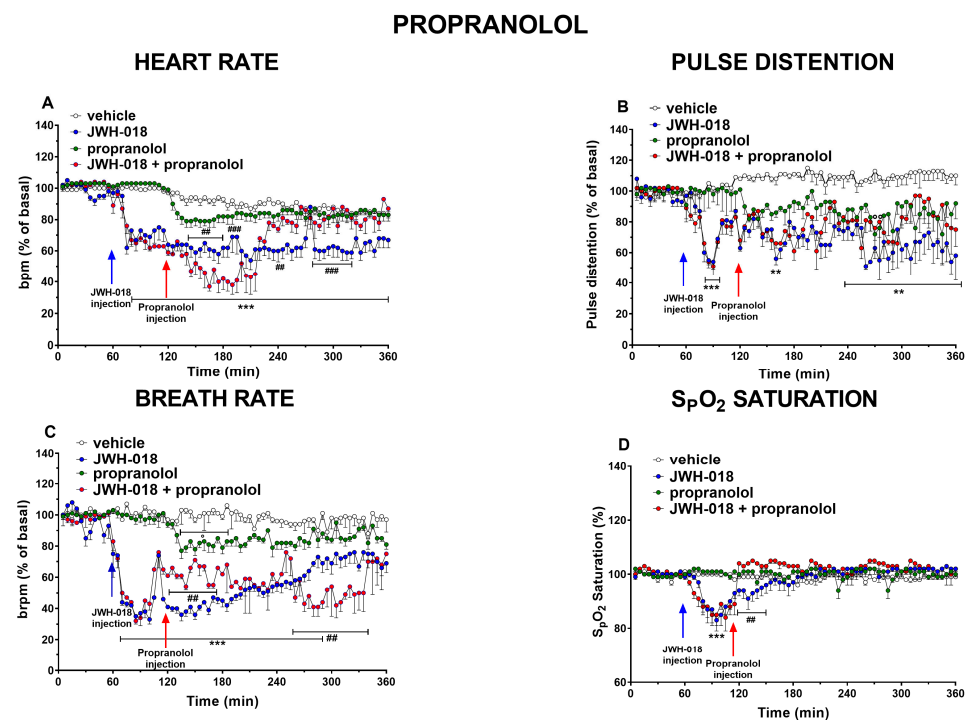 PROPRANOLOL
HEART RATE
A
vehicle
JWH-018
propranolol
JWH-018 + propranolol
bpm (% of basal)
140
120
100
80
60
40
20
0
##
###
##
###
***
JWH-018
injection
Propranolol
injection
0 60 120 180 240 300 360
Time (min)
PULSE DISTENTION
B
vehicle
JWH-018
propranolol
JWH-018 + propranolol
Pulse distention (% of basal)
140
120
100
80
60
40
20
0
***
**
**
JWH-018
injection
Propranolol
injection
0 60 120 180 240 300 360
Time (min)
BREATH RATE
C
vehicle
JWH-018
propranolol
JWH-018 + propranolol
brpm (% of basal)
140
120
100
80
60
40
20
0
°
##
***
##
JWH-018
injection
Propranolol
injection
0 60 120 180 240 300 360
Time (min)
SPO2 SATURATION
D
vehicle
JWH-018
propranolol
JWH-018 + propranolol
SpO2 Saturation (%)
140
120
100
80
60
***
##
JWH-018
injection
Propranolol
injection
0 60 120 180 240 300 360
Time (min)